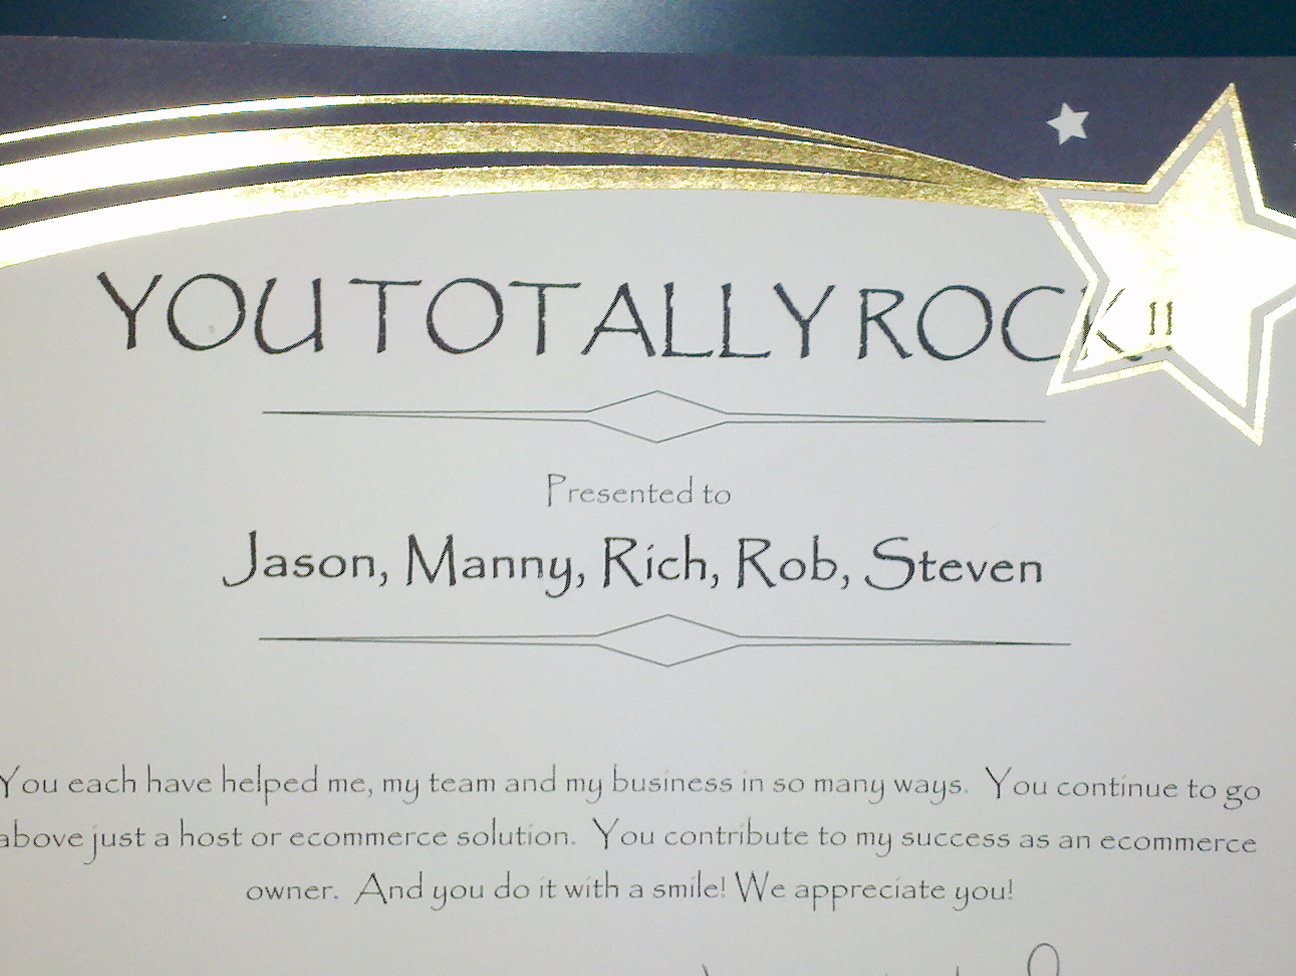 YOU TOTALLY ROCK !!
Presented to
Jason, Manny, Rich, Rob, Steven
You each have helped me, my team and my business in so many ways. You continue to go
above just a host or ecommerce solution. You contribute to my success as an ecommerce
owner. And you do it with a smile! We appreciate you!